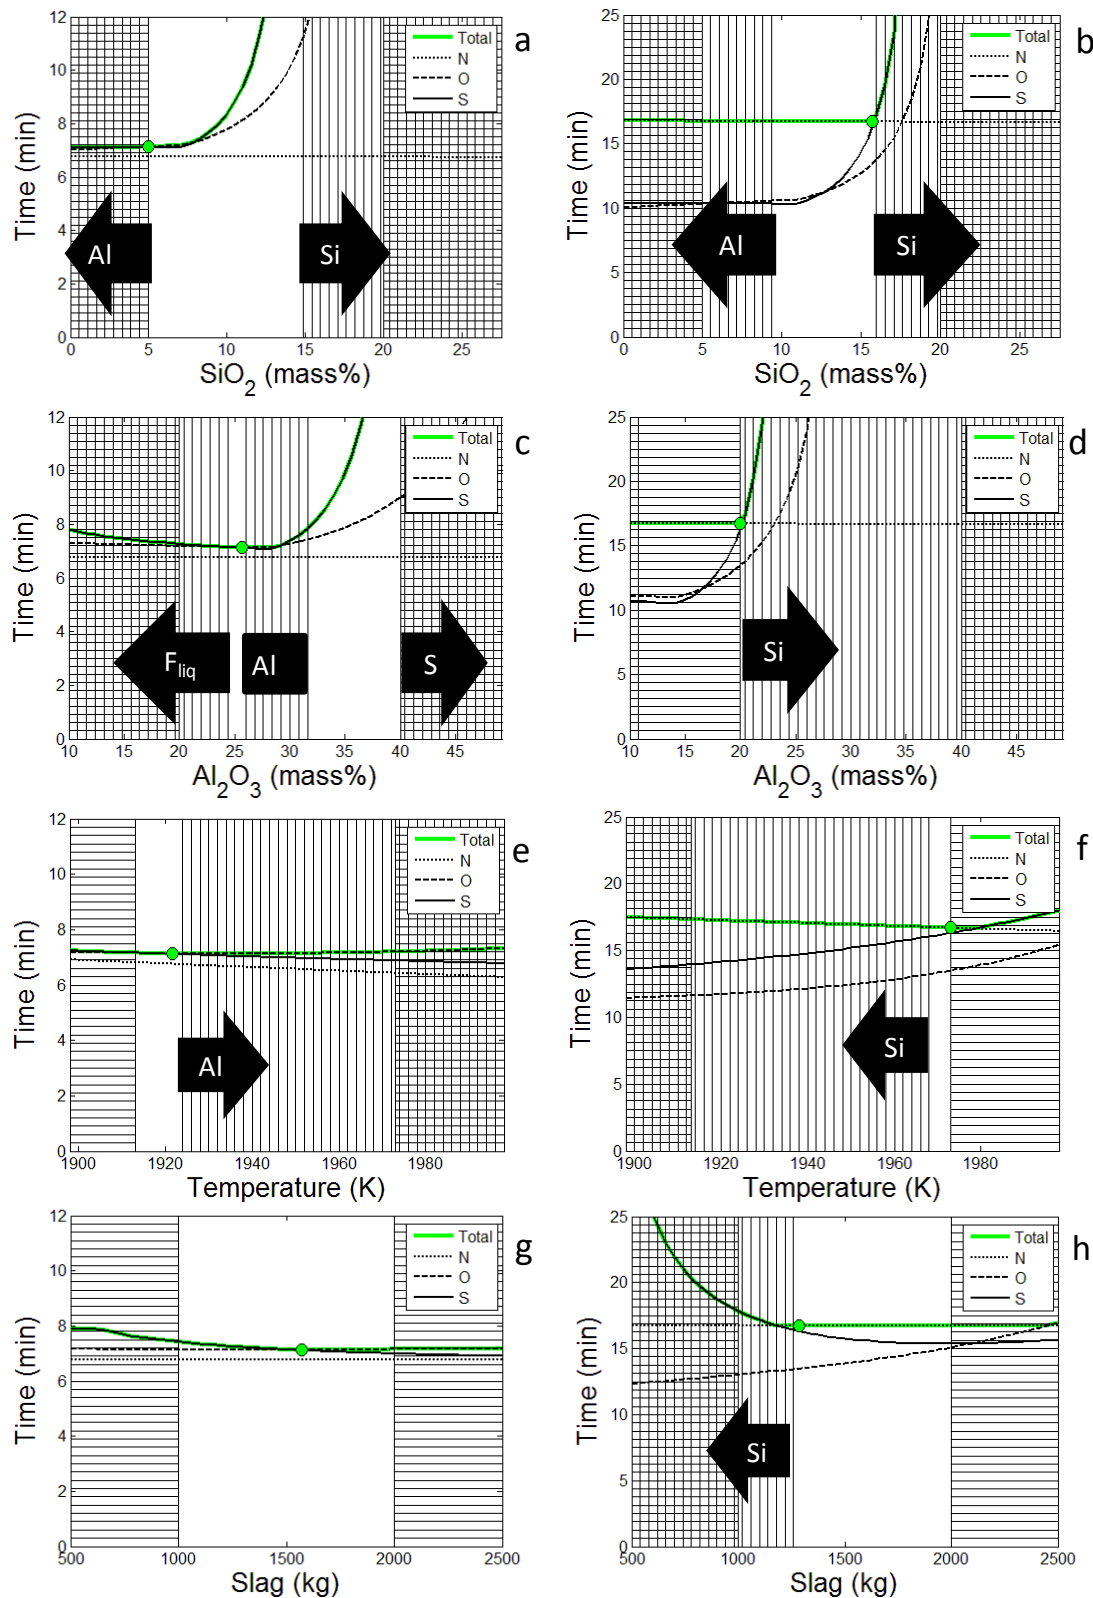 12
10
8
6
4
2
0
Time (min)
Total
N
O
S
a
Al
Si
0 5 10 15 20 25
SiO2 (mass%)
25
20
15
10
5
0
Time (min)
Total
N
O
S
b
Al
Si
0 5 10 15 20 25
SiO2 (mass%)
12
10
8
6
4
2
0
Time (min)
Total
N
O
S
c
Fliq
Al
S
10 15 20 25 30 35 40 45
Al2O3 (mass%)
25
20
15
10
5
0
Time (min)
Total
N
O
S
d
Si
10 15 20 25 30 35 40 45
Al2O3 (mass%)
12
10
8
6
4
2
0
Time (min)
Total
N
O
S
e
Al
1900 1920 1940 1960 1980
Temperature (K)
25
20
15
10
5
0
Time (min)
Total
N
O
S
f
Si
1900 1920 1940 1960 1980
Temperature (K)
12
10
8
6
4
2
0
Time (min)
Total
N
O
S
g
500 1000 1500 2000 2500
Slag (kg)
25
20
15
10
5
0
Time (min)
Total
N
O
S
h
Si
500 1000 1500 2000 2500
Slag (kg)